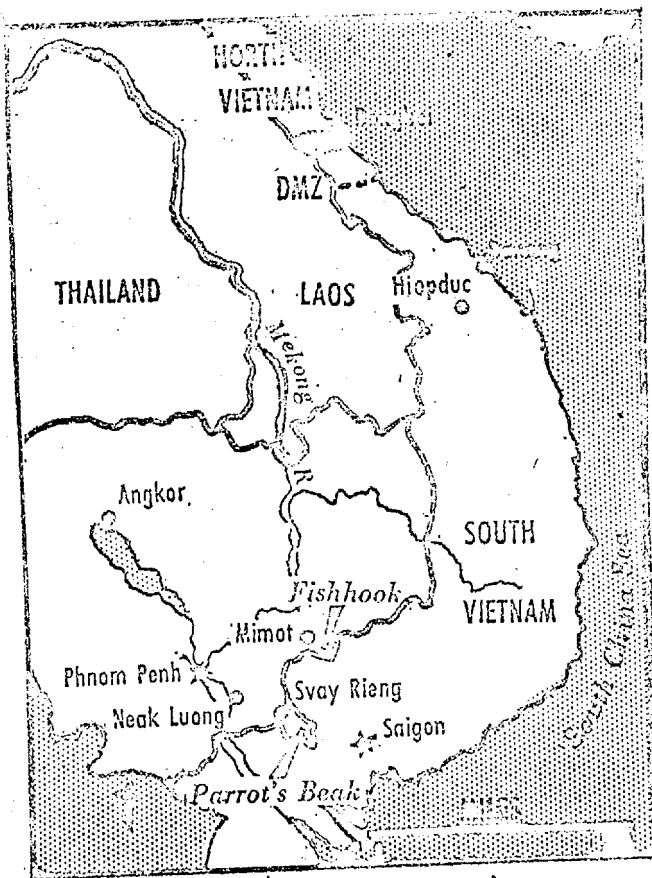 NORTH
VIETNAM
DMZ
THAILAND
LAOS
Hiopduc
Mekong
R
Angkor
SOUTH
VIETNAM
Fishhook
Mimot
Phnom Penh
Svay Rieng
Neak Luong
Saigon
South China Sea
Parrot's Beak